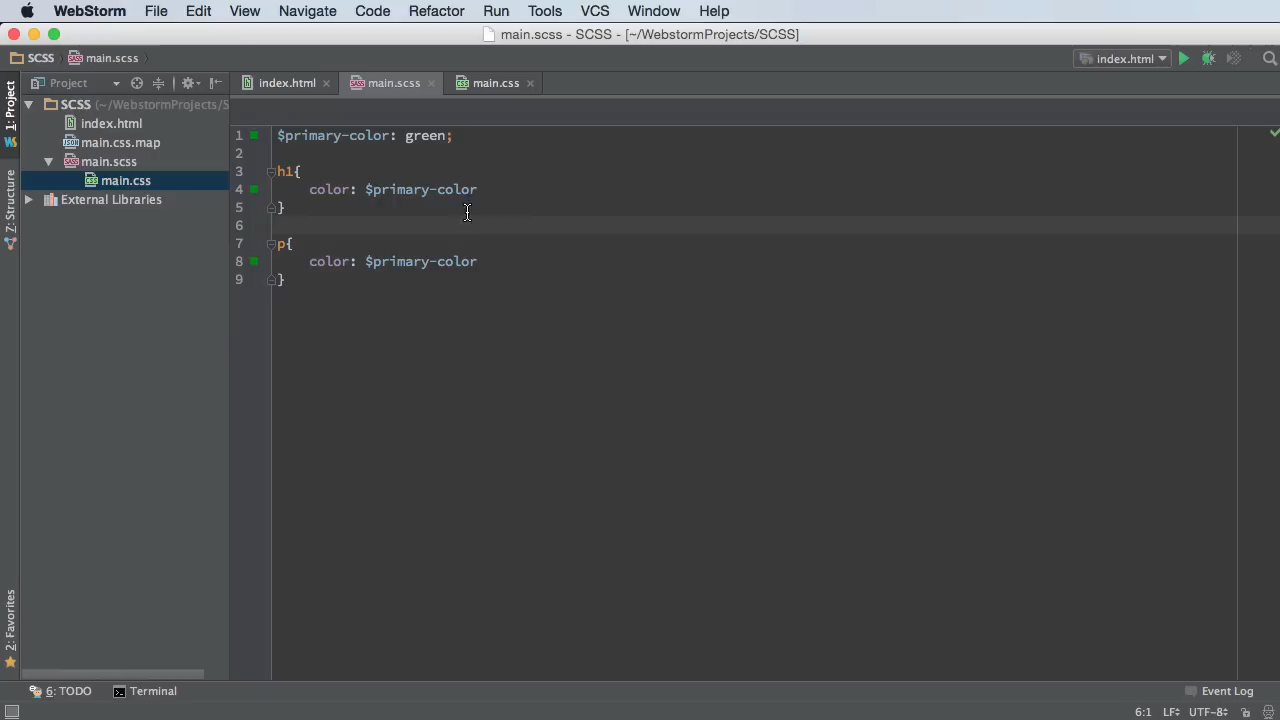 WebStorm File Edit View Navigate Code Refactor Run Tools VCS Window Help
main.scss - SCSS - [~/WebstormProjects/SCSS]
SCSS main.scss index.html
Project index.html main.scss main.css
1: Project
Z: Structure
2: Favorites
SCSS (~/WebstormProjects/S
index.html
main.css.map
main.scss
main.css
External Libraries
1 $primary-color: green;
2
3 h1{
4 color: $primary-color
5 }
6
7 p{
8 color: $primary-color
9 }
6: TODO Terminal Event Log
6:1 LF UTF-8